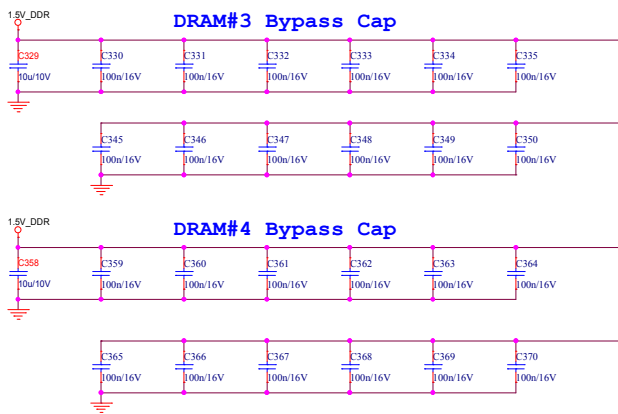 1.5V_DDR
DRAM#3 Bypass Cap
C329 C330 C331 C332 C333 C334 C335
10u/10V 100n/16V 100n/16V 100n/16V 100n/16V 100n/16V 100n/16V
C345 C346 C347 C348 C349 C350
100n/16V 100n/16V 100n/16V 100n/16V 100n/16V 100n/16V
1.5V_DDR
DRAM#4 Bypass Cap
C358 C359 C360 C361 C362 C363 C364
10u/10V 100n/16V 100n/16V 100n/16V 100n/16V 100n/16V 100n/16V
C365 C366 C367 C368 C369 C370
100n/16V 100n/16V 100n/16V 100n/16V 100n/16V 100n/16V